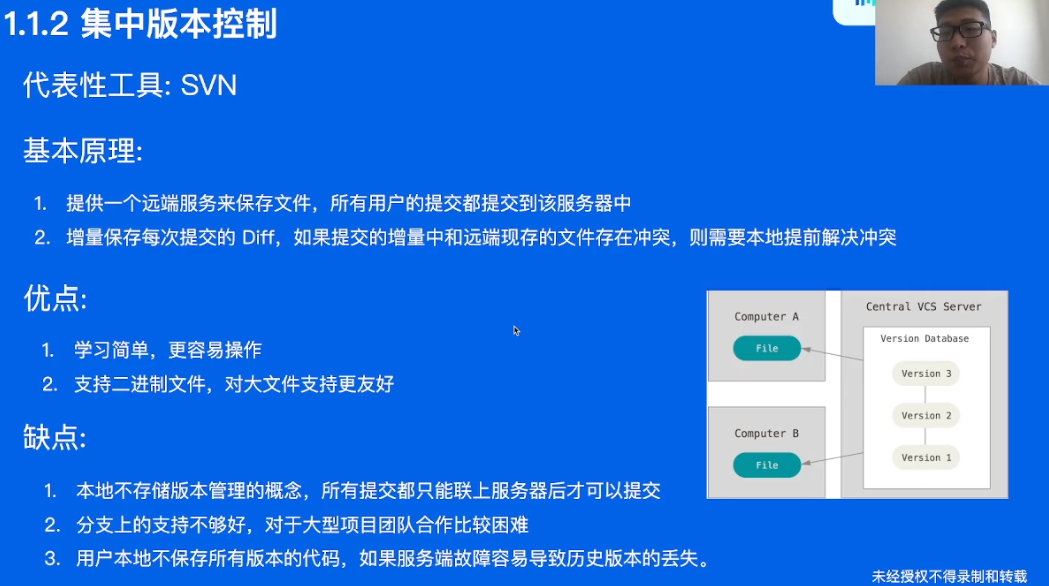 1.1.2 集中版本控制
代表性工具: SVN
基本原理:
1. 提供一个远端服务来保存文件，所有用户的提交都提交到该服务器中
2. 增量保存每次提交的 Diff，如果提交的增量中和远端现存的文件存在冲突，则需要本地提前解决冲突
优点:
1. 学习简单，更容易操作
2. 支持二进制文件，对大文件支持更友好
缺点:
1. 本地不存储版本管理的概念，所有提交都只能联上服务器后才可以提交
2. 分支上的支持不够好，对于大型项目团队合作比较困难
3. 用户本地不保存所有版本的代码，如果服务端故障容易导致历史版本的丢失。
Computer A
File
Computer B
File
Central VCS Server
Version Database
Version 3
Version 2
Version 1
未经授权不得录制和转载